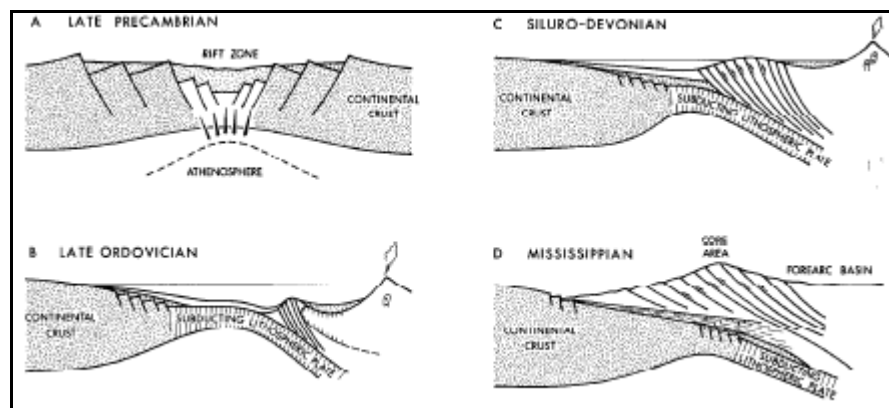 A LATE PRECAMBRIAN
RIFT ZONE
CONTINENTAL
CRUST
ATHENOSPHERE
B LATE ORDOVICIAN
CONTINENTAL
CRUST
SUBDUCTING LITHOSPHERIC PLATE
C SILURO-DEVONIAN
CONTINENTAL
CRUST
SUBDUCTING LITHOSPHERIC PLATE
D MISSISSIPPIAN
CORE
AREA
FOREARC BASIN
CONTINENTAL
CRUST
SUBDUCTING
LITHOSPHERIC PLATE